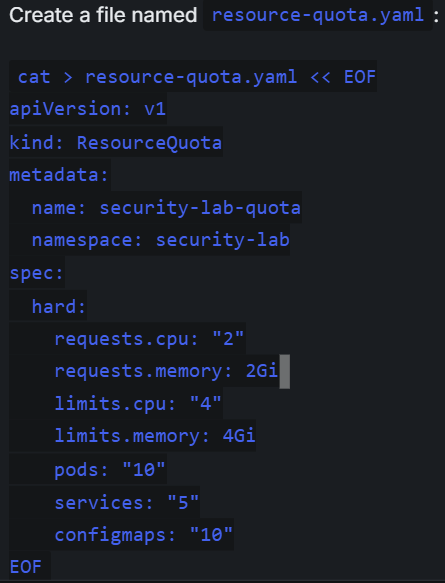 Create a file named resource-quota.yaml :
cat > resource-quota.yaml << EOF
apiVersion: v1
kind: ResourceQuota
metadata:
  name: security-lab-quota
  namespace: security-lab
spec:
  hard:
    requests.cpu: "2"
    requests.memory: 2Gi
    limits.cpu: "4"
    limits.memory: 4Gi
    pods: "10"
    services: "5"
    configmaps: "10"
EOF